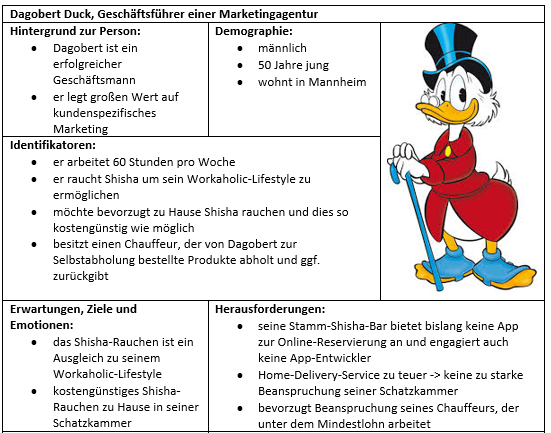 Dagobert Duck, Geschäftsführer einer Marketingagentur
Hintergrund zur Person:
• Dagobert ist ein
erfolgreicher
Geschäftsmann
• er legt großen Wert auf
kundenspezifisches
Marketing
Demographie:
• männlich
• 50 Jahre jung
• wohnt in Mannheim
Identifikatoren:
• er arbeitet 60 Stunden pro Woche
• er raucht Shisha um sein Workaholic-Lifestyle zu
ermöglichen
• möchte bevorzugt zu Hause Shisha rauchen und dies so
kostengünstig wie möglich
• besitzt einen Chauffeur, der von Dagobert zur
Selbstabholung bestellte Produkte abholt und ggf.
zurückgibt
Erwartungen, Ziele und
Emotionen:
• das Shisha-Rauchen ist ein
Ausgleich zu seinem
Workaholic-Lifestyle
• kostengünstiges Shisha-
Rauchen zu Hause in seiner
Schatzkammer
Herausforderungen:
• seine Stamm-Shisha-Bar bietet bislang keine App
zur Online-Reservierung an und engagiert auch
keine App-Entwickler
• Home-Delivery-Service zu teuer -> keine zu starke
Beanspruchung seiner Schatzkammer
• bevorzugt Beanspruchung seines Chauffeurs, der
unter dem Mindestlohn arbeitet